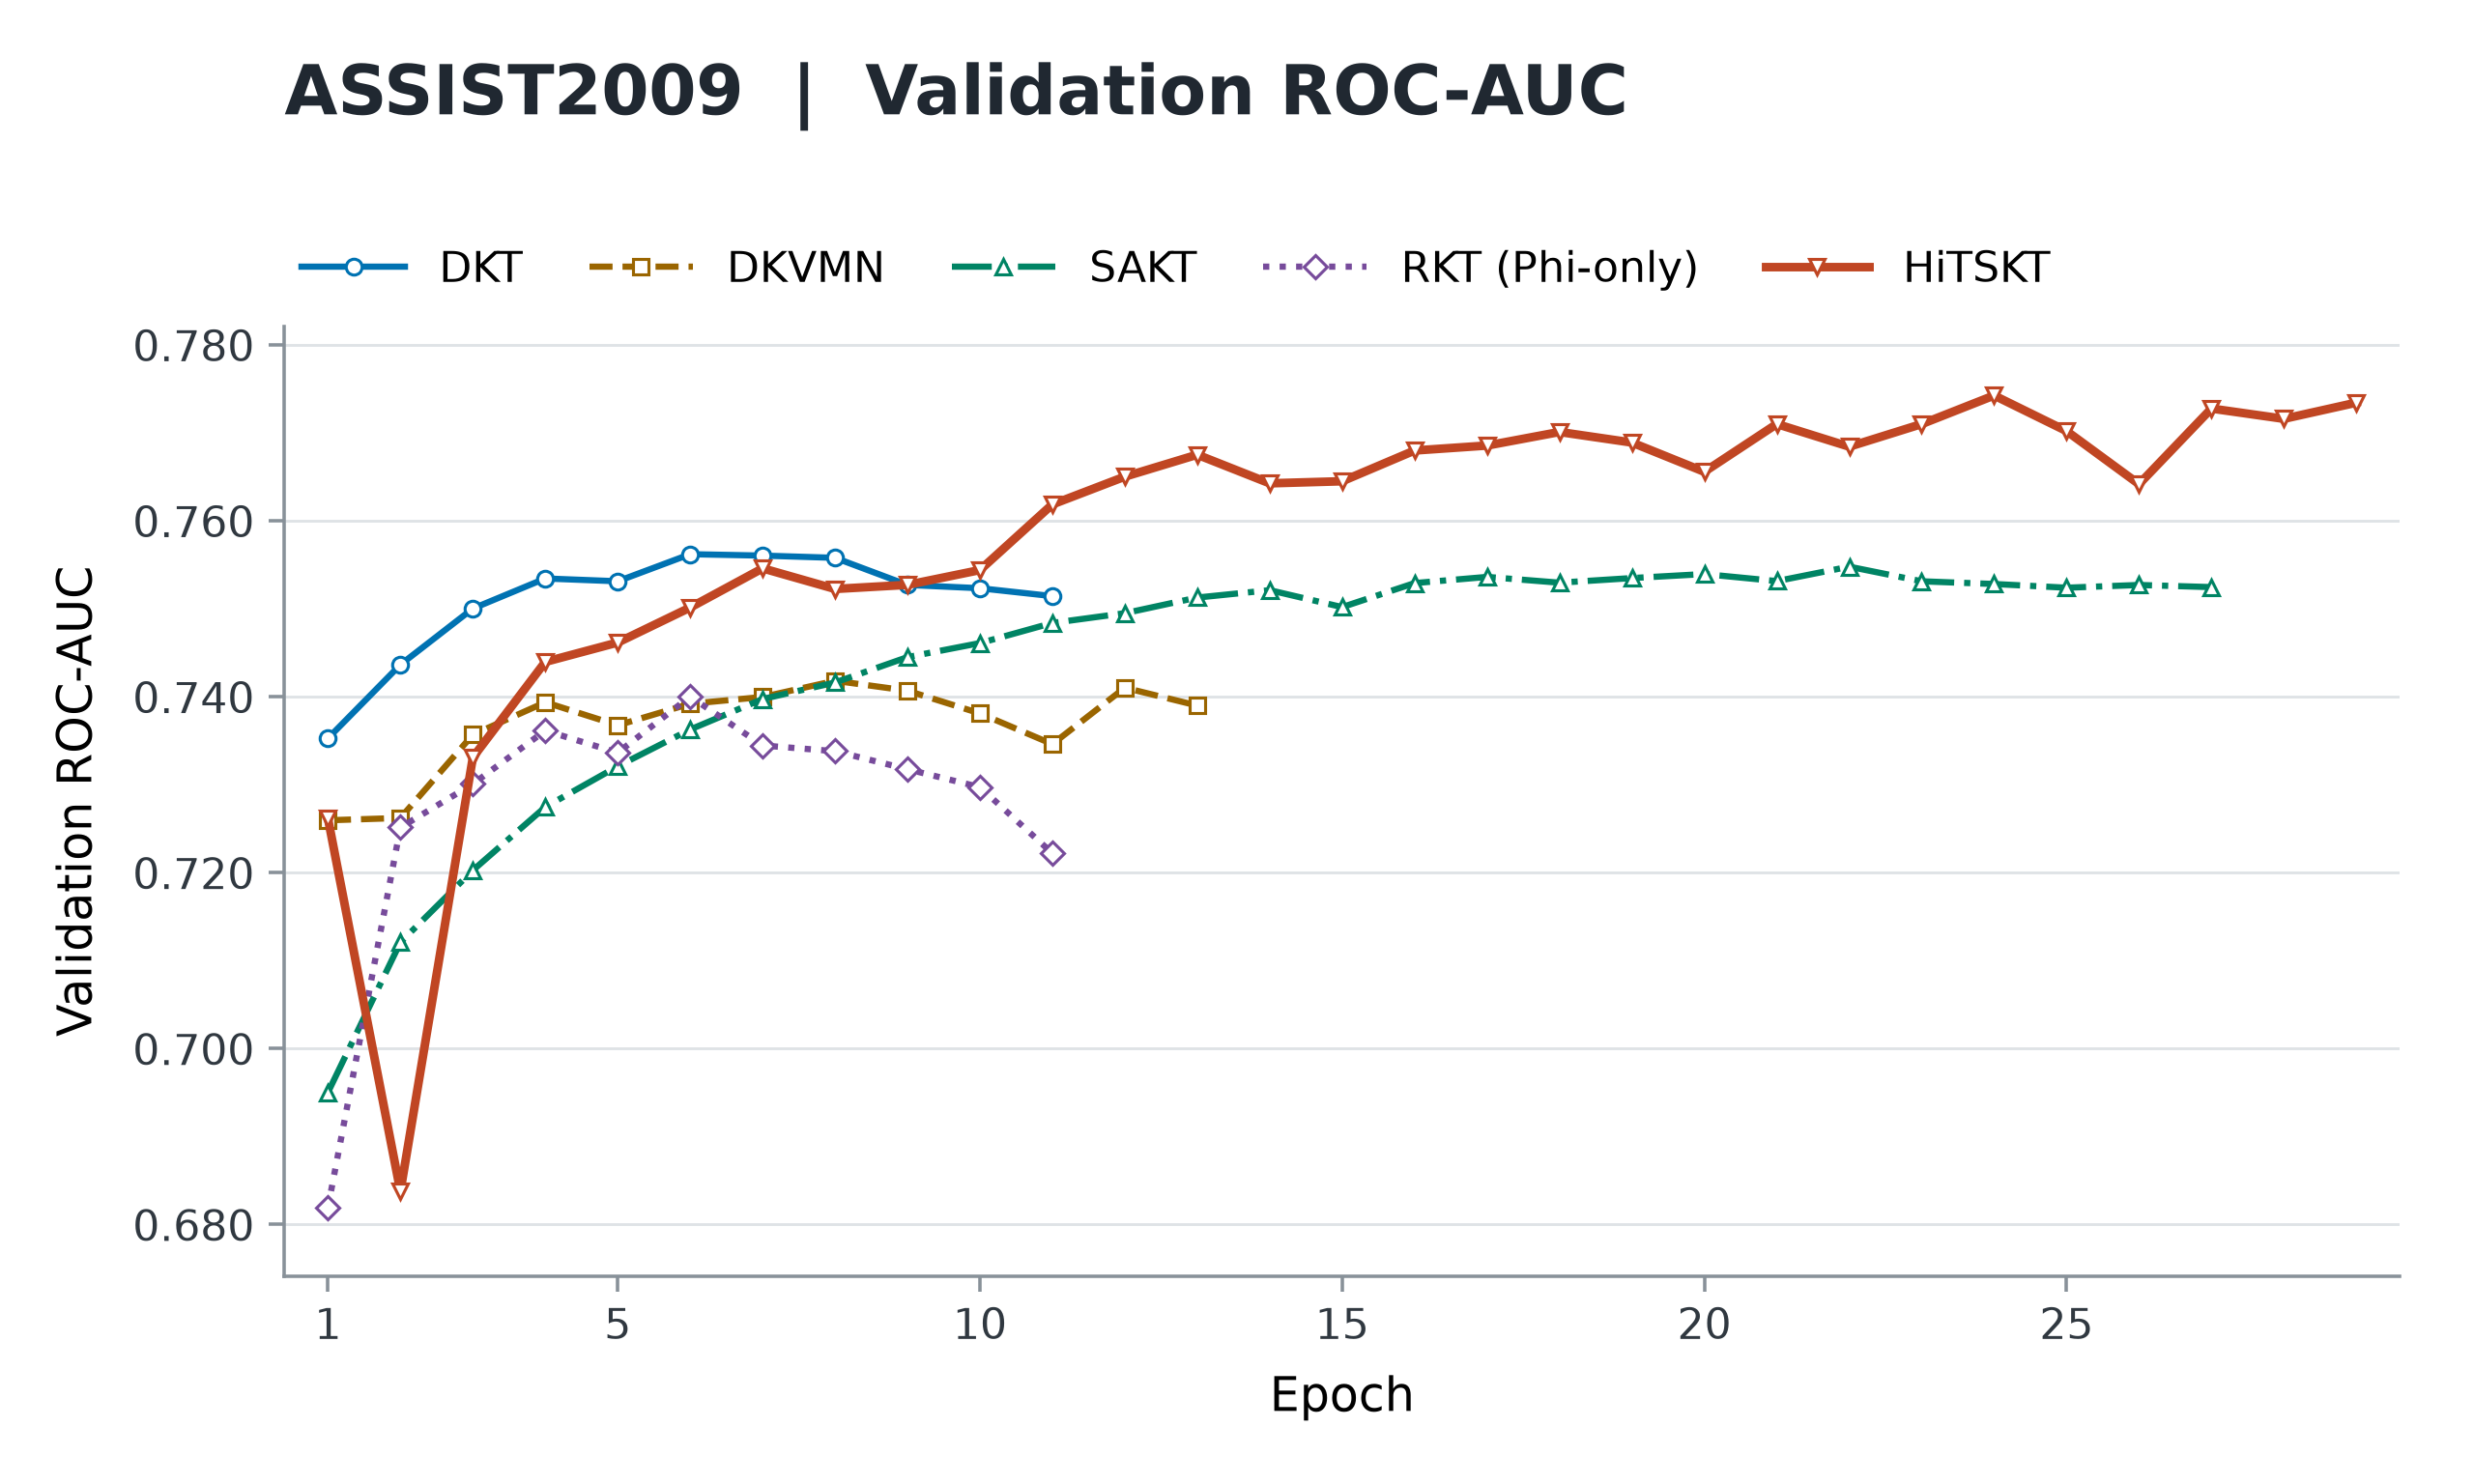 ASSIST2009 | Validation ROC-AUC
DKT DKVMN SAKT RKT (Phi-only) HiTSKT
0.780
0.760
0.740
0.720
0.700
0.680
Validation ROC-AUC
1 5 10 15 20 25
Epoch